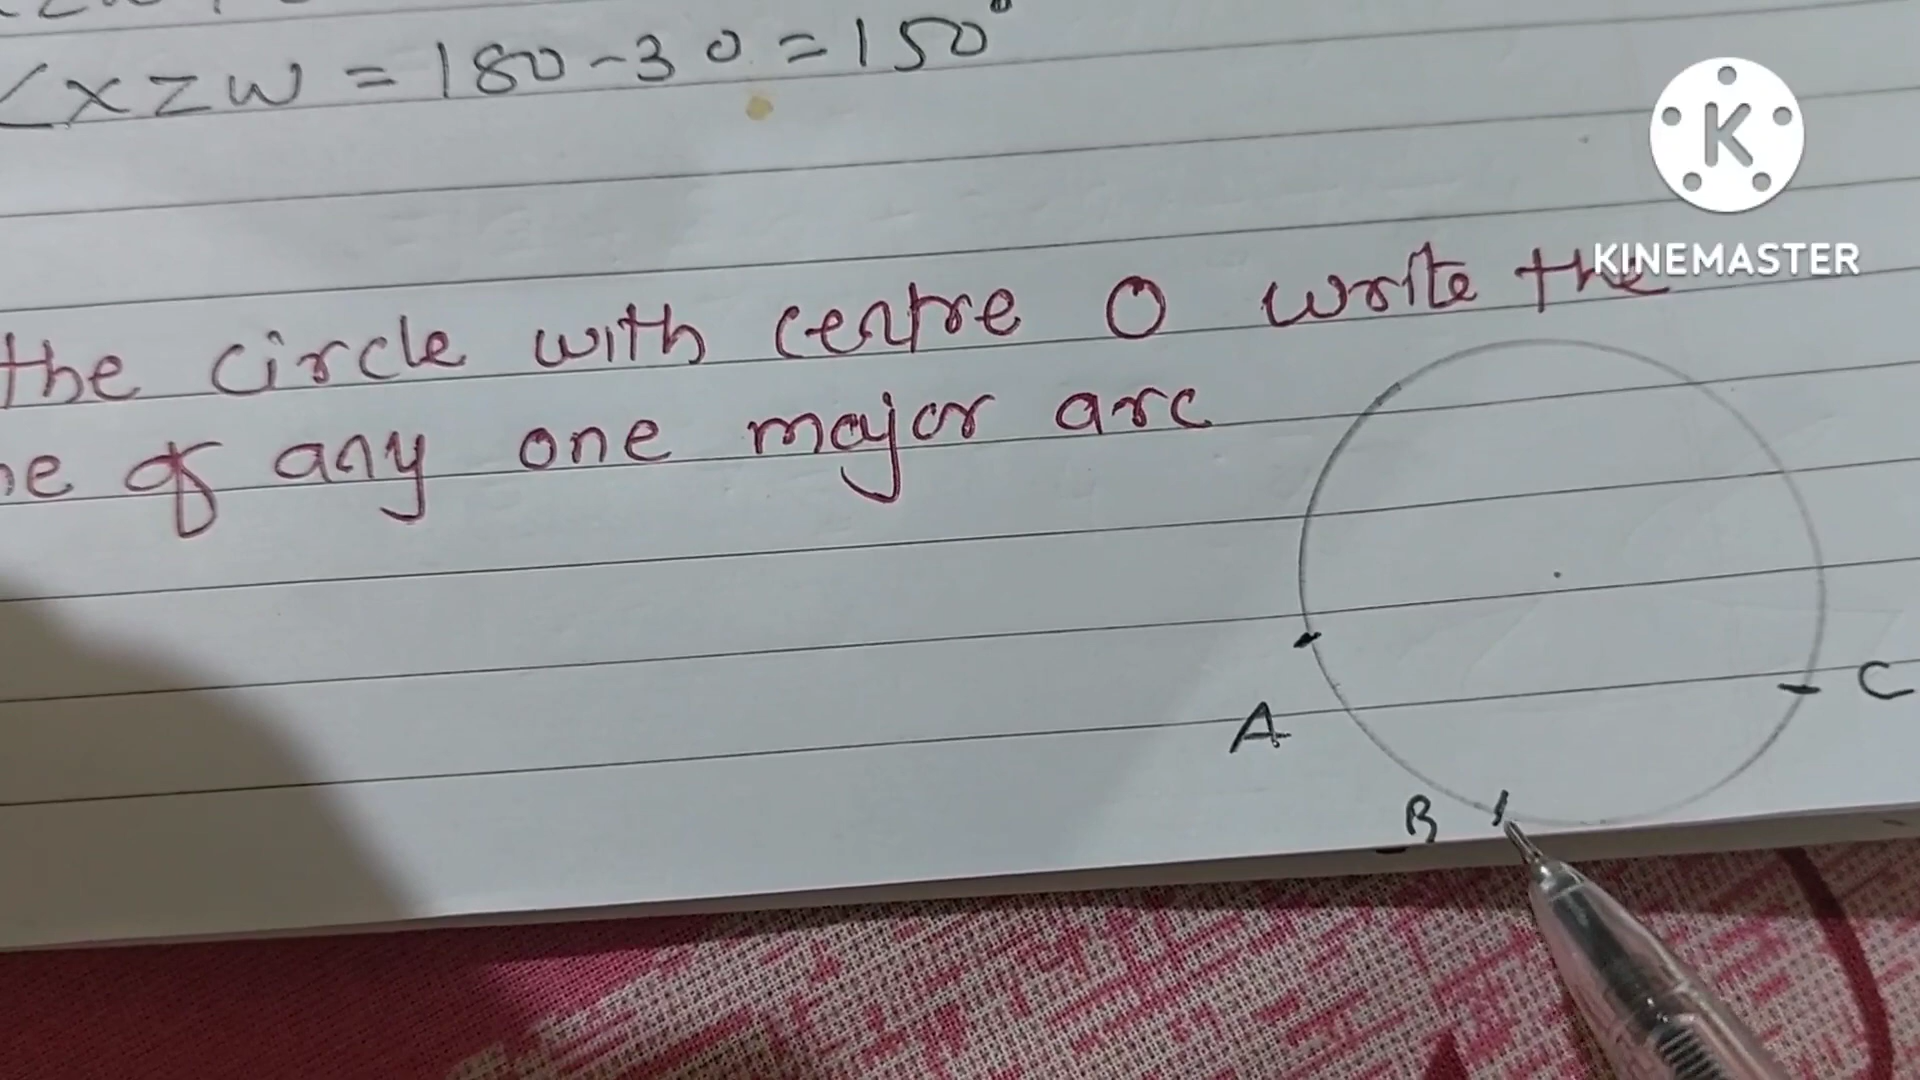 <XZW = 180-30 = 150°
K
KINEMASTER
the circle with centre O write the
of any one major arc
A
C
B